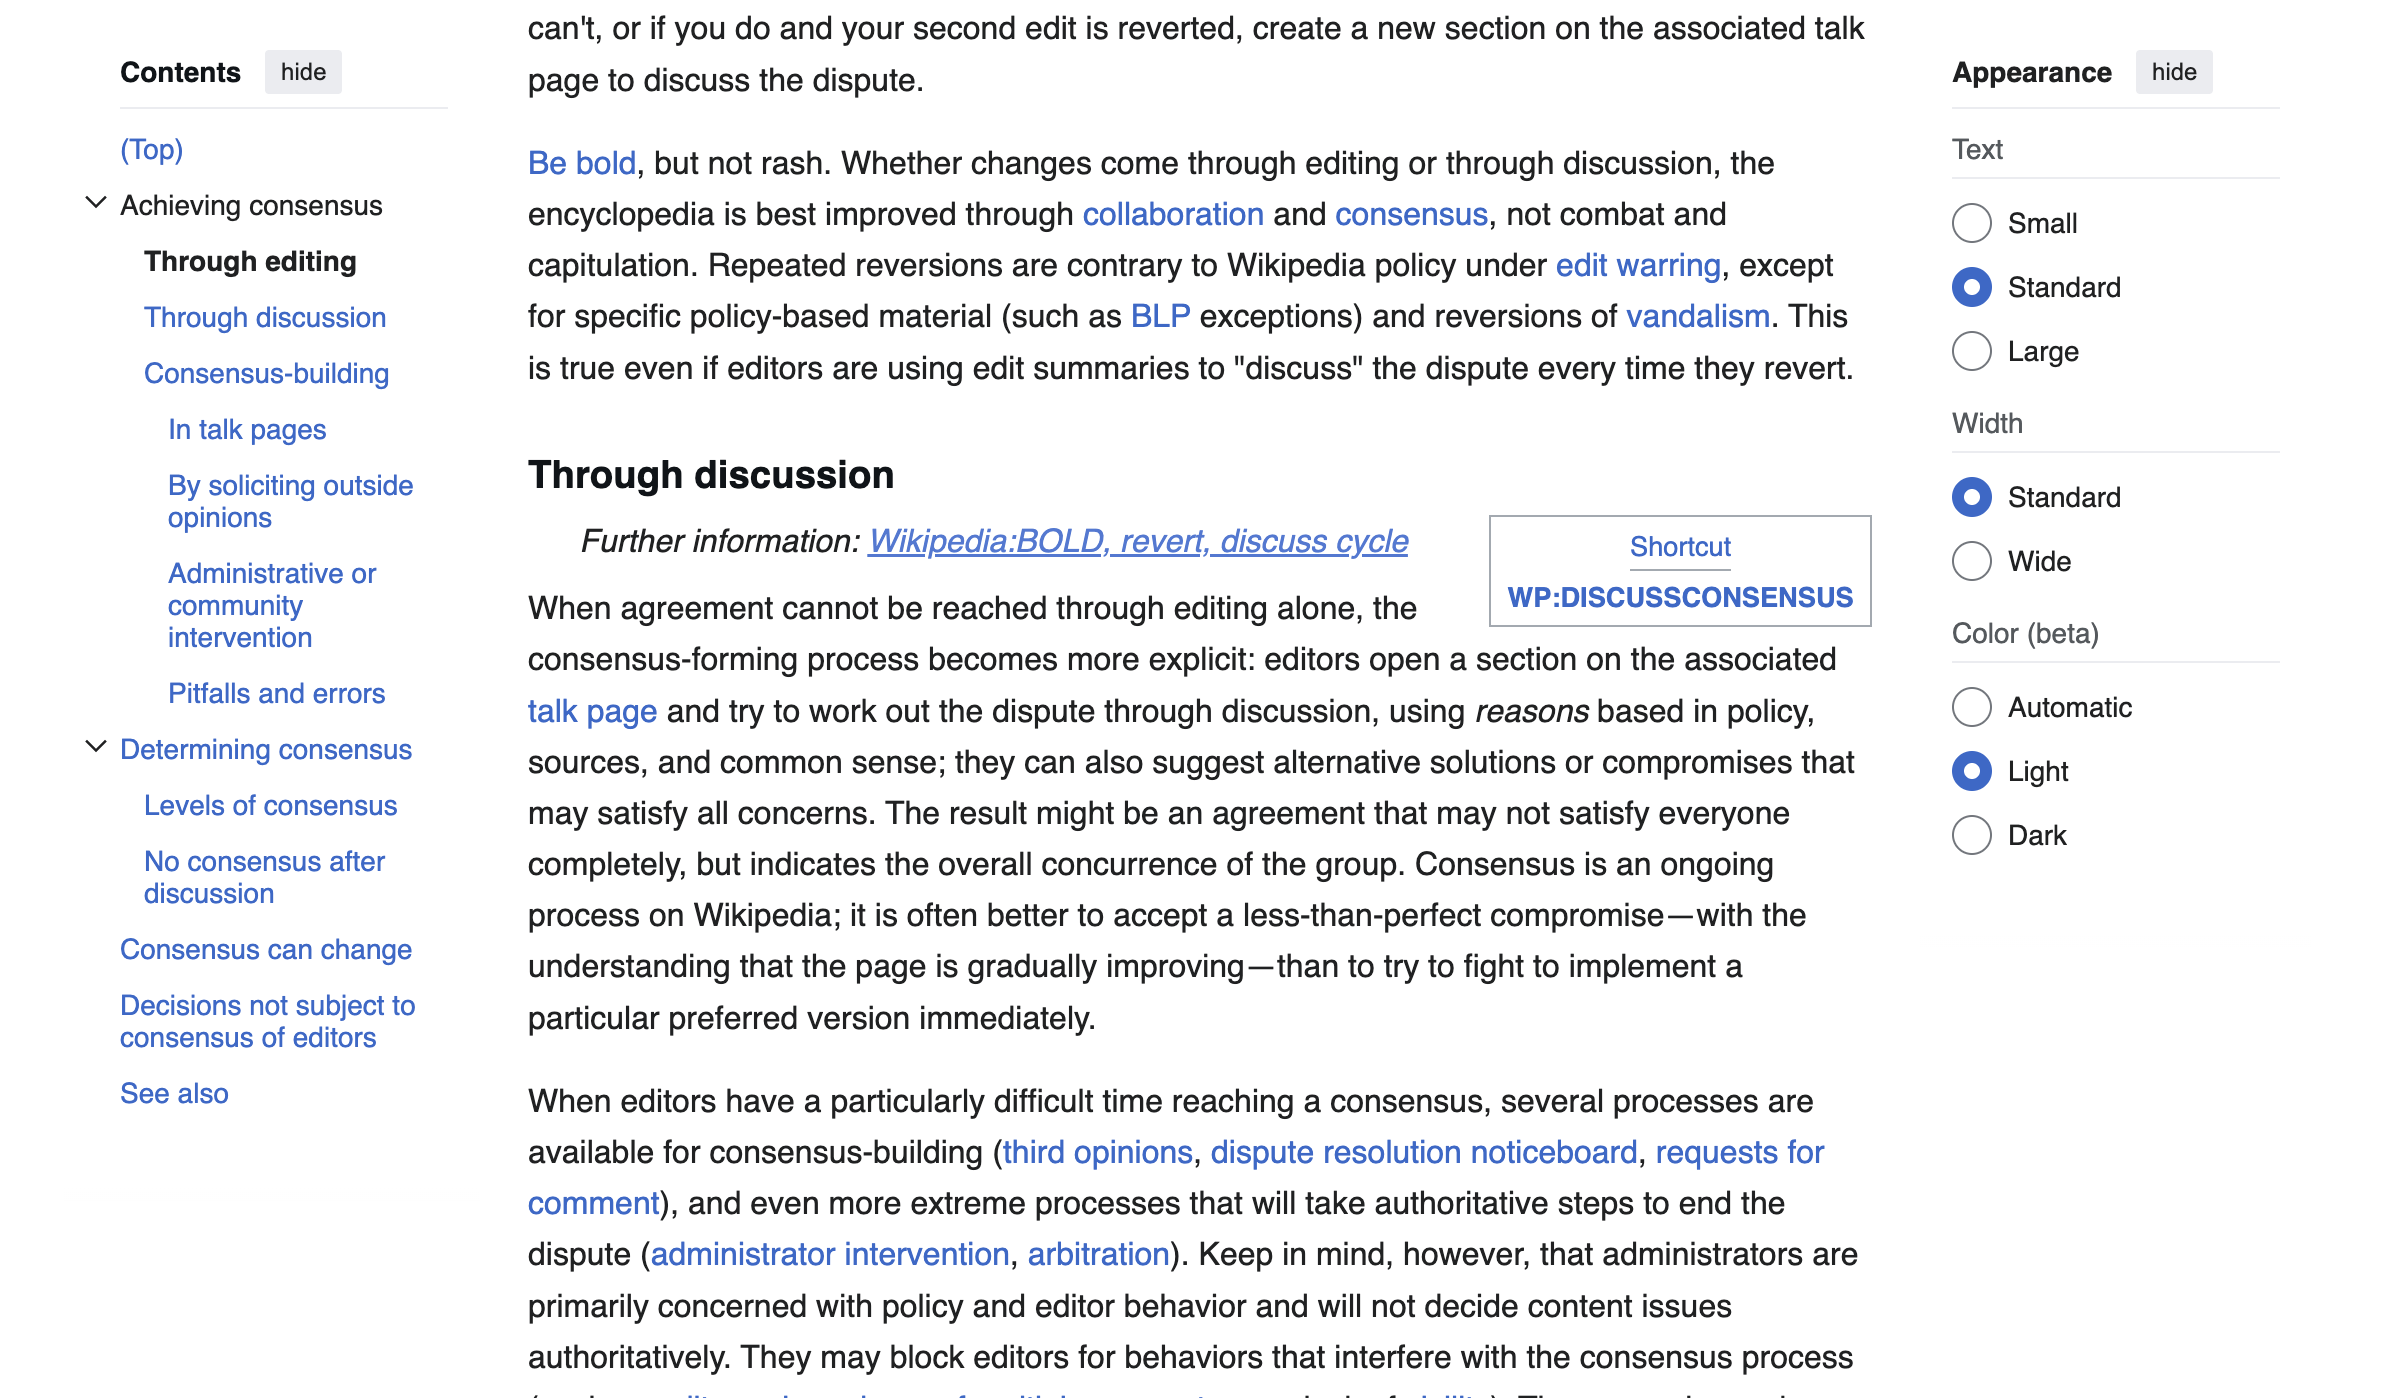 Contents hide
(Top)
Achieving consensus
Through editing
Through discussion
Consensus-building
In talk pages
By soliciting outside
opinions
Administrative or
community
intervention
Pitfalls and errors
Determining consensus
Levels of consensus
No consensus after
discussion
Consensus can change
Decisions not subject to
consensus of editors
See also
can't, or if you do and your second edit is reverted, create a new section on the associated talk
page to discuss the dispute.
Be bold, but not rash. Whether changes come through editing or through discussion, the
encyclopedia is best improved through collaboration and consensus, not combat and
capitulation. Repeated reversions are contrary to Wikipedia policy under edit warring, except
for specific policy-based material (such as BLP exceptions) and reversions of vandalism. This
is true even if editors are using edit summaries to "discuss" the dispute every time they revert.
Through discussion
Further information: Wikipedia:BOLD, revert, discuss cycle
Shortcut
WP:DISCUSSCONSENSUS
When agreement cannot be reached through editing alone, the
consensus-forming process becomes more explicit: editors open a section on the associated
talk page and try to work out the dispute through discussion, using reasons based in policy,
sources, and common sense; they can also suggest alternative solutions or compromises that
may satisfy all concerns. The result might be an agreement that may not satisfy everyone
completely, but indicates the overall concurrence of the group. Consensus is an ongoing
process on Wikipedia; it is often better to accept a less-than-perfect compromise—with the
understanding that the page is gradually improving—than to try to fight to implement a
particular preferred version immediately.
When editors have a particularly difficult time reaching a consensus, several processes are
available for consensus-building (third opinions, dispute resolution noticeboard, requests for
comment), and even more extreme processes that will take authoritative steps to end the
dispute (administrator intervention, arbitration). Keep in mind, however, that administrators are
primarily concerned with policy and editor behavior and will not decide content issues
authoritatively. They may block editors for behaviors that interfere with the consensus process
Appearance hide
Text
Small
Standard
Large
Width
Standard
Wide
Color (beta)
Automatic
Light
Dark